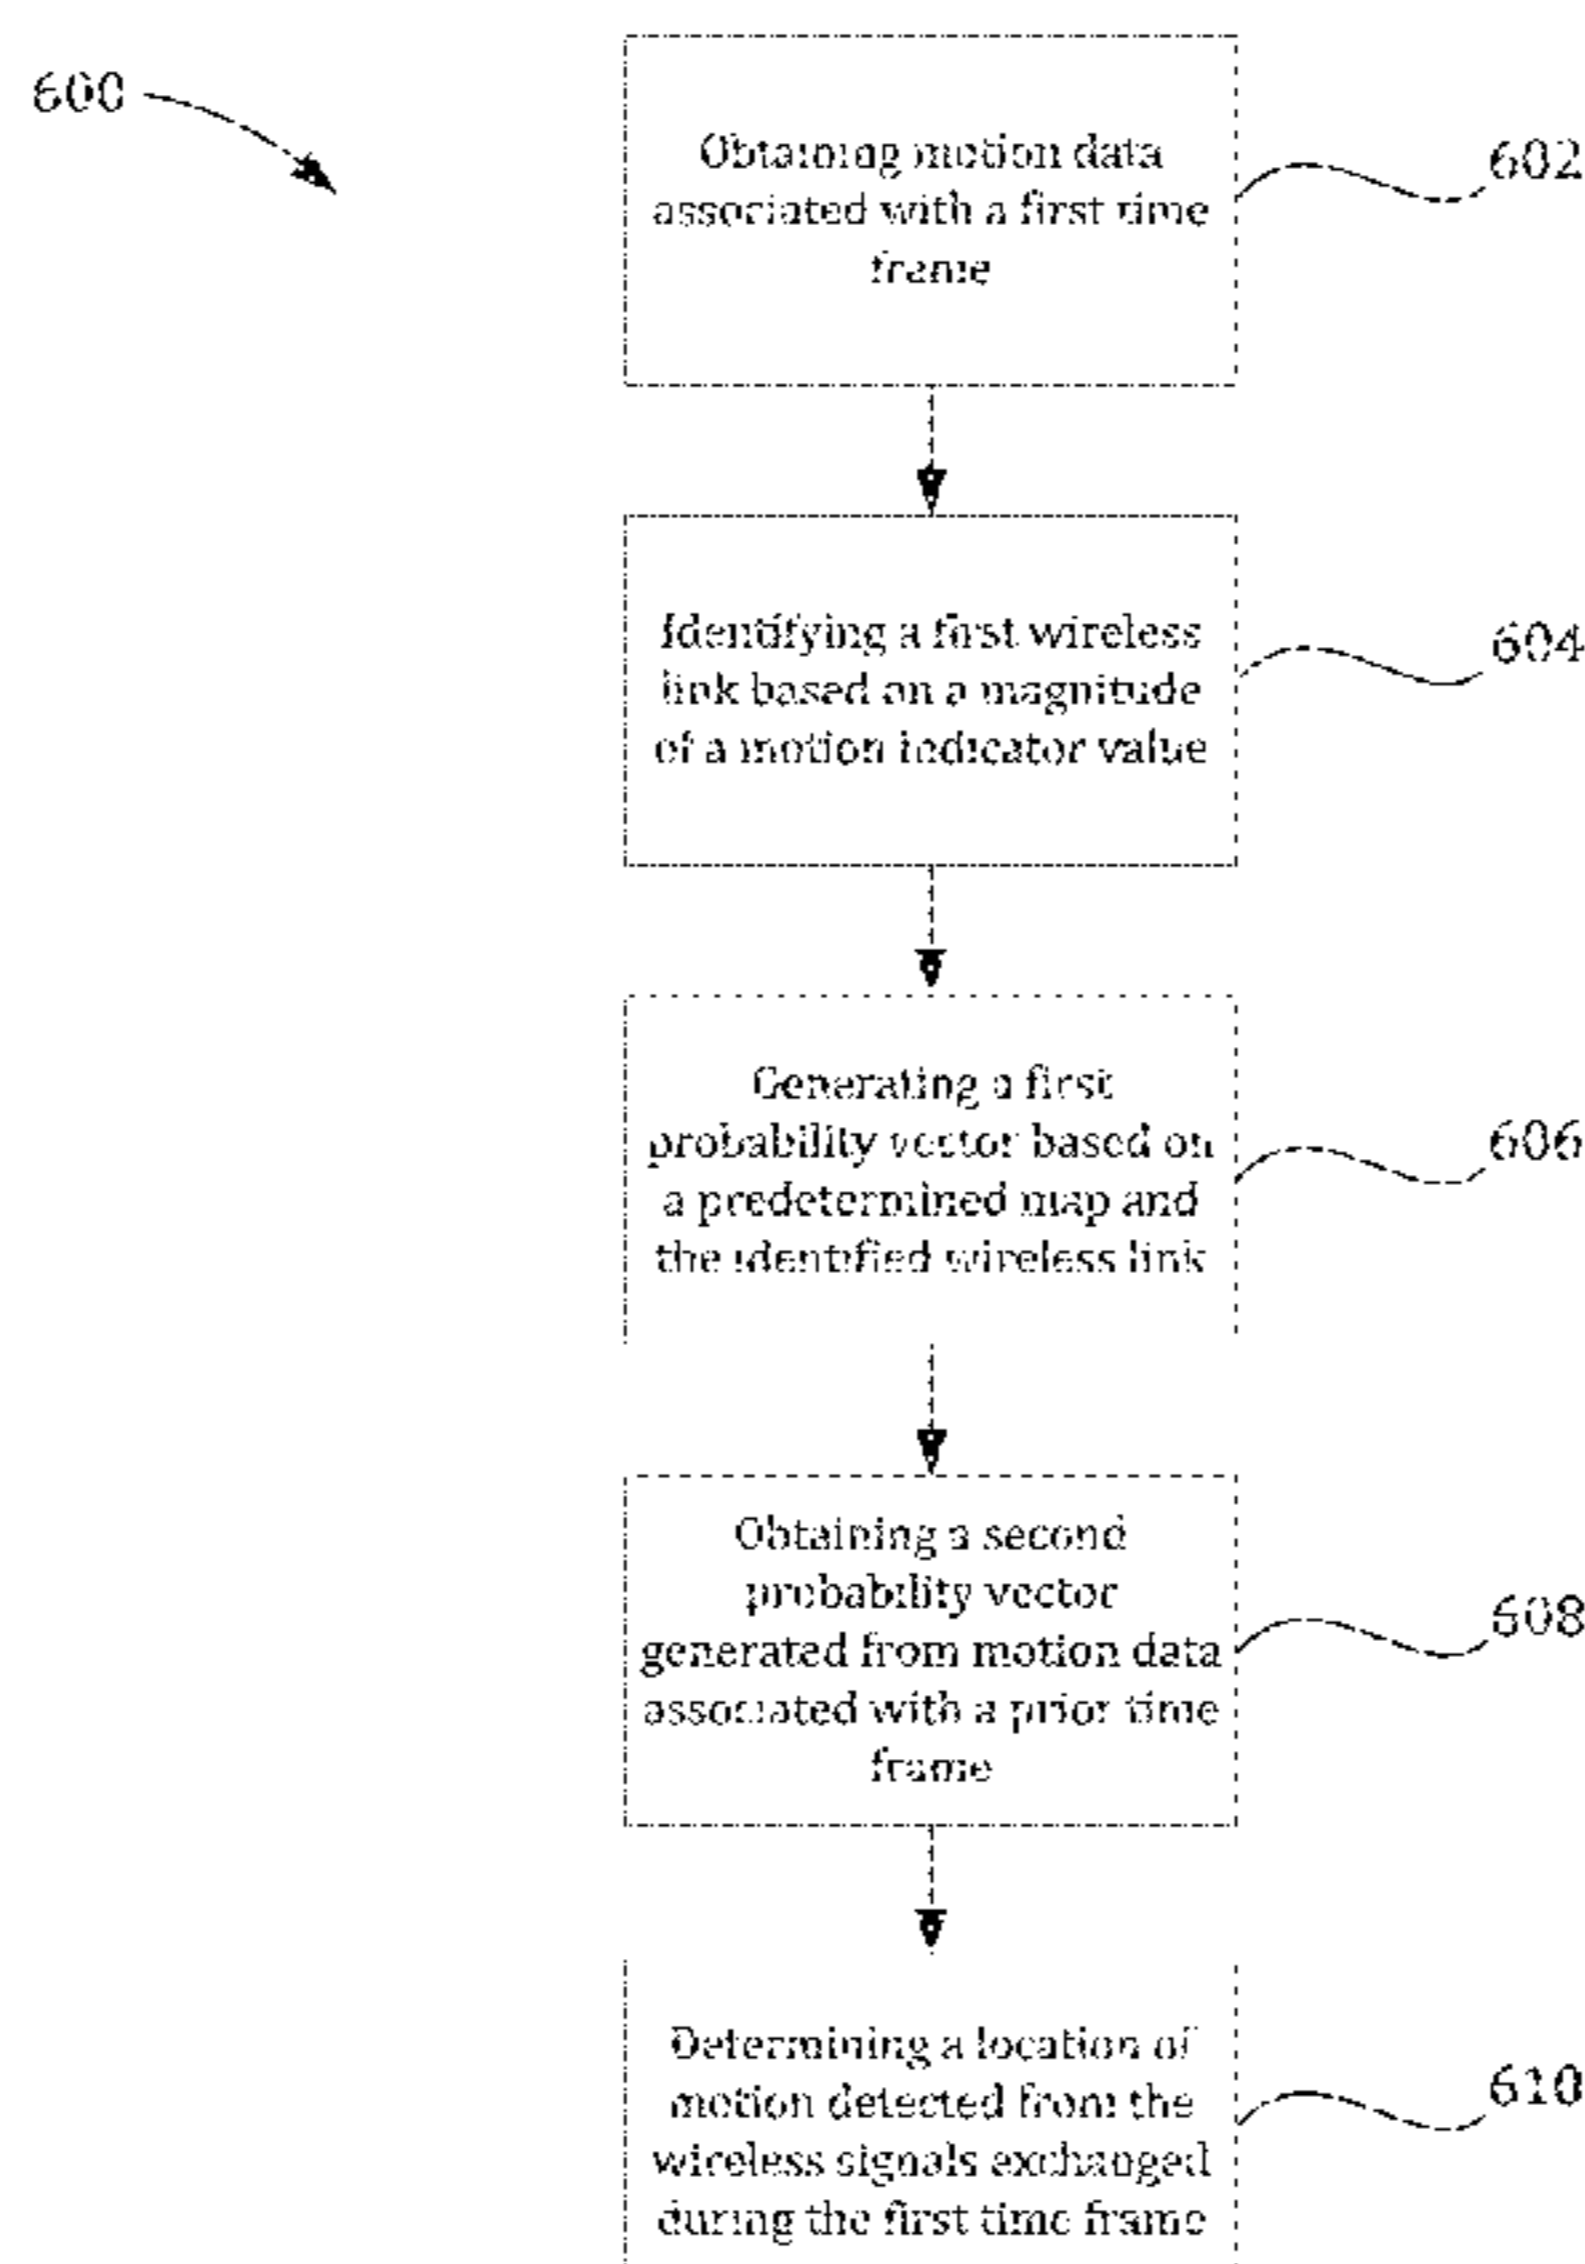 600
Obtaining motion data
associated with a first time
frame
602
Identifying a first wireless
link based on a magnitude
of a motion indicator value
604
Generating a first
probability vector based on
a predetermined map and
the identified wireless link
606
Obtaining a second
probability vector
generated from motion data
associated with a prior time
frame
608
Determining a location of
motion detected from the
wireless signals exchanged
during the first time frame
610